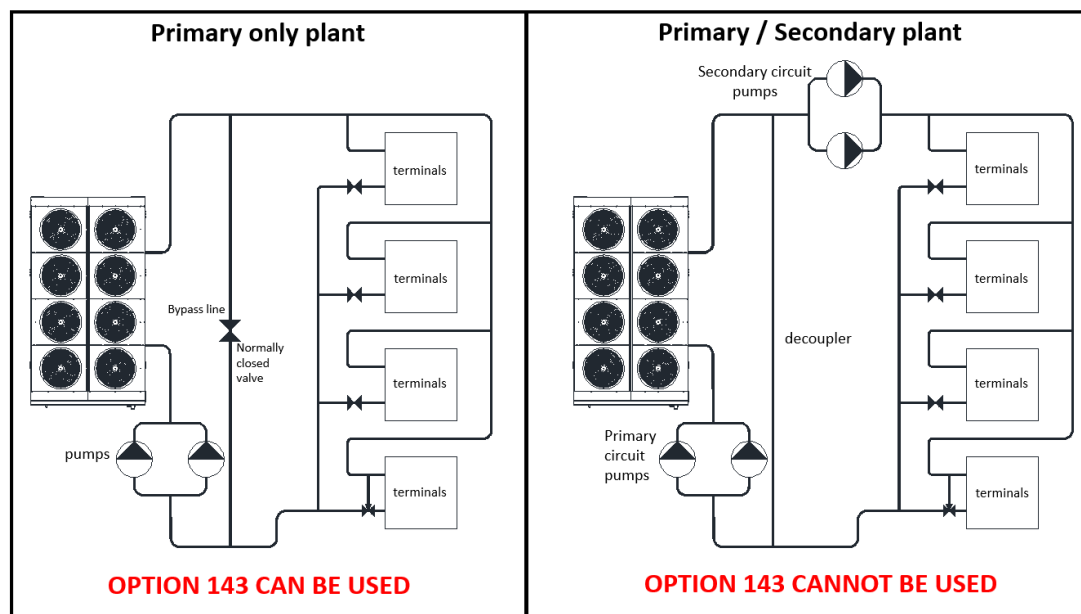 Primary only plant
Bypass line
Normally
closed
valve
pumps
terminals
terminals
terminals
terminals
OPTION 143 CAN BE USED
Primary / Secondary plant
Secondary circuit
pumps
decoupler
Primary
circuit
pumps
terminals
terminals
terminals
terminals
OPTION 143 CANNOT BE USED